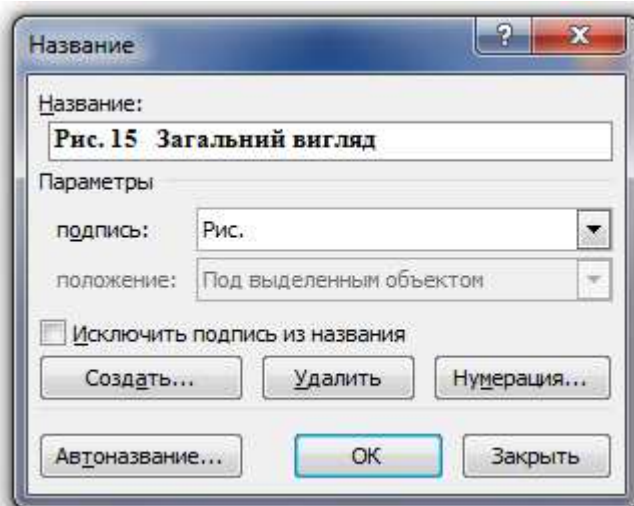 Название
Название:
Рис. 15 Загальний вигляд
Параметры
подпись: Рис.
положение: Под выделенным объектом
Исключить подпись из названия
Создать... Удалить Нумерация...
Автоназвание... ОК Закрыть